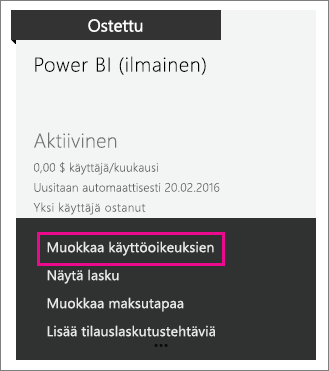 Ostettu
Power BI (ilmainen)
Aktiivinen
0,00 $ käyttäjä/kuukausi
Uusitaan automaattisesti 20.02.2016
Yksi käyttäjä ostanut
Muokkaa käyttöoikeuksien
Näytä lasku
Muokkaa maksutapaa
Lisää tilauslaskutustehtäviä
...